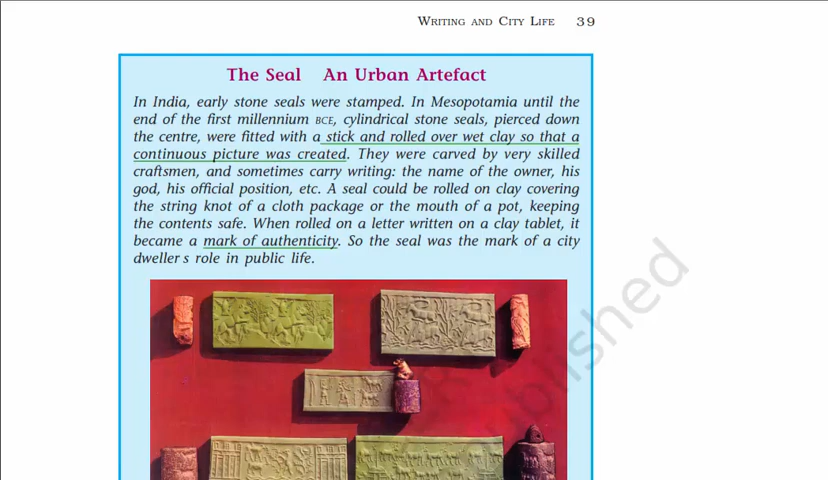 WRITING AND CITY LIFE 39
The Seal An Urban Artefact
In India, early stone seals were stamped. In Mesopotamia until the
end of the first millennium BCE, cylindrical stone seals, pierced down
the centre, were fitted with a stick and rolled over wet clay so that a
continuous picture was created. They were carved by very skilled
craftsmen, and sometimes carry writing: the name of the owner, his
god, his official position, etc. A seal could be rolled on clay covering
the string knot of a cloth package or the mouth of a pot, keeping
the contents safe. When rolled on a letter written on a clay tablet, it
became a mark of authenticity. So the seal was the mark of a city
dweller s role in public life.